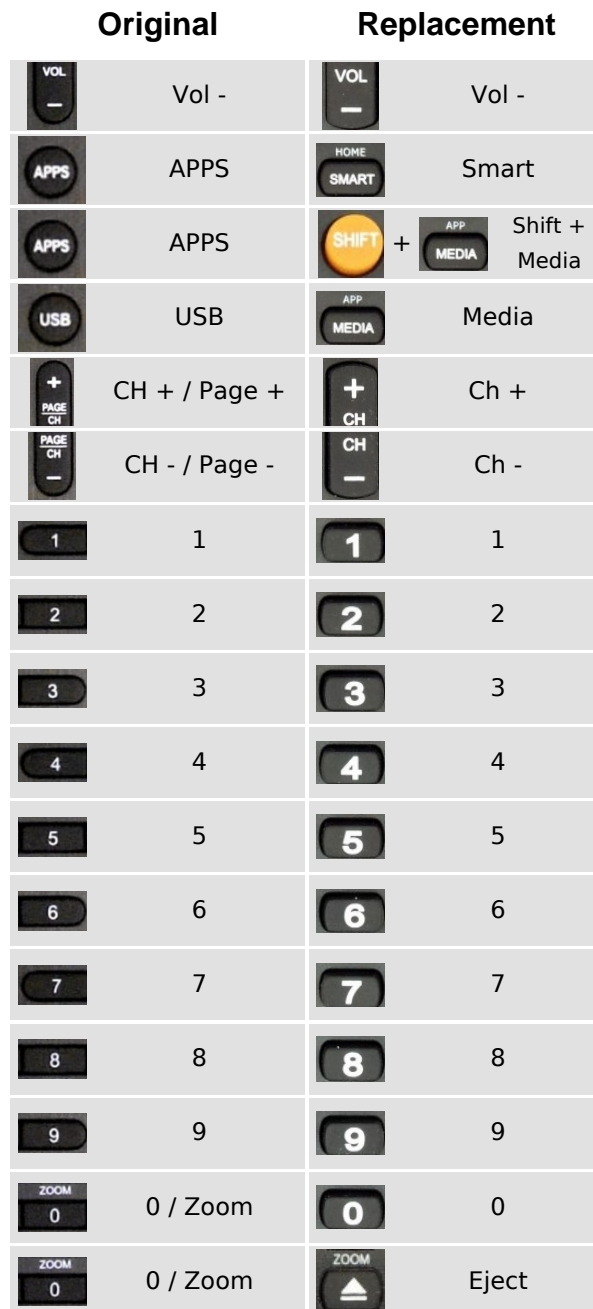 Original Replacement
VOL
– Vol - VOL
– Vol -
APPS APPS HOME
SMART Smart
APPS APPS SHIFT + APP
MEDIA Shift +
Media
USB USB APP
MEDIA Media
+
PAGE
CH CH + / Page + +
CH Ch +
PAGE
CH
– CH - / Page - CH
– Ch -
1 1 1 1
2 2 2 2
3 3 3 3
4 4 4 4
5 5 5 5
6 6 6 6
7 7 7 7
8 8 8 8
9 9 9 9
ZOOM
0 0 / Zoom 0 0
ZOOM
0 0 / Zoom ZOOM
Eject